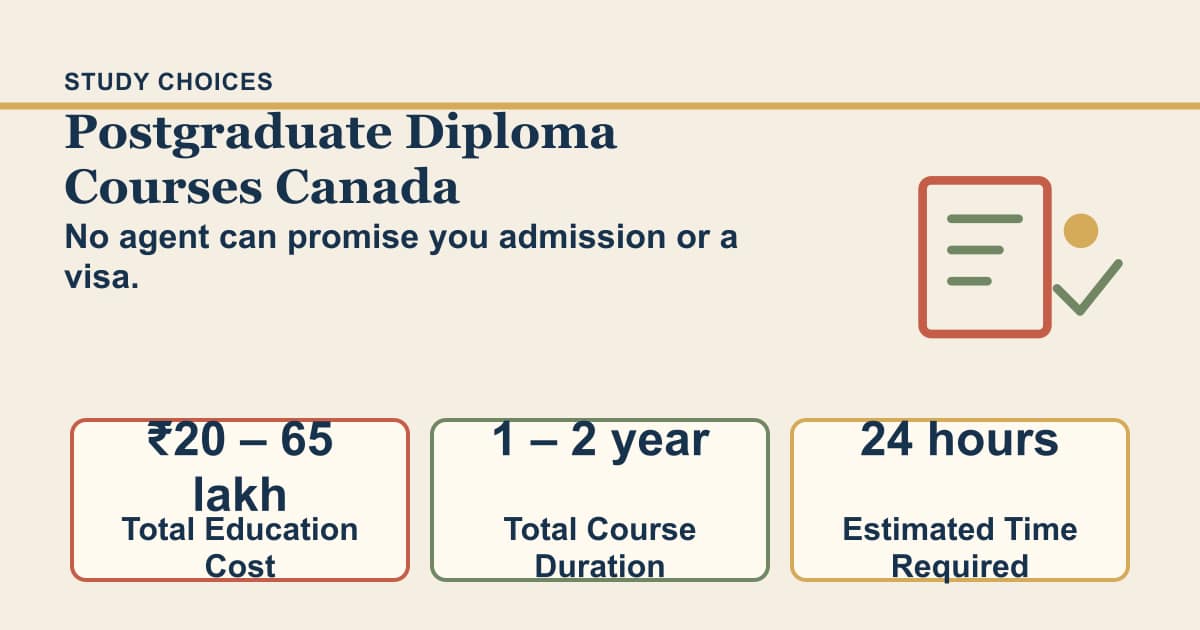 STUDY CHOICES
Postgraduate Diploma
Courses Canada
No agent can promise you admission or a
visa.
₹20 – 65
lakh
Total Education
Cost
1 – 2 year
Total Course
Duration
24 hours
Estimated Time
Required